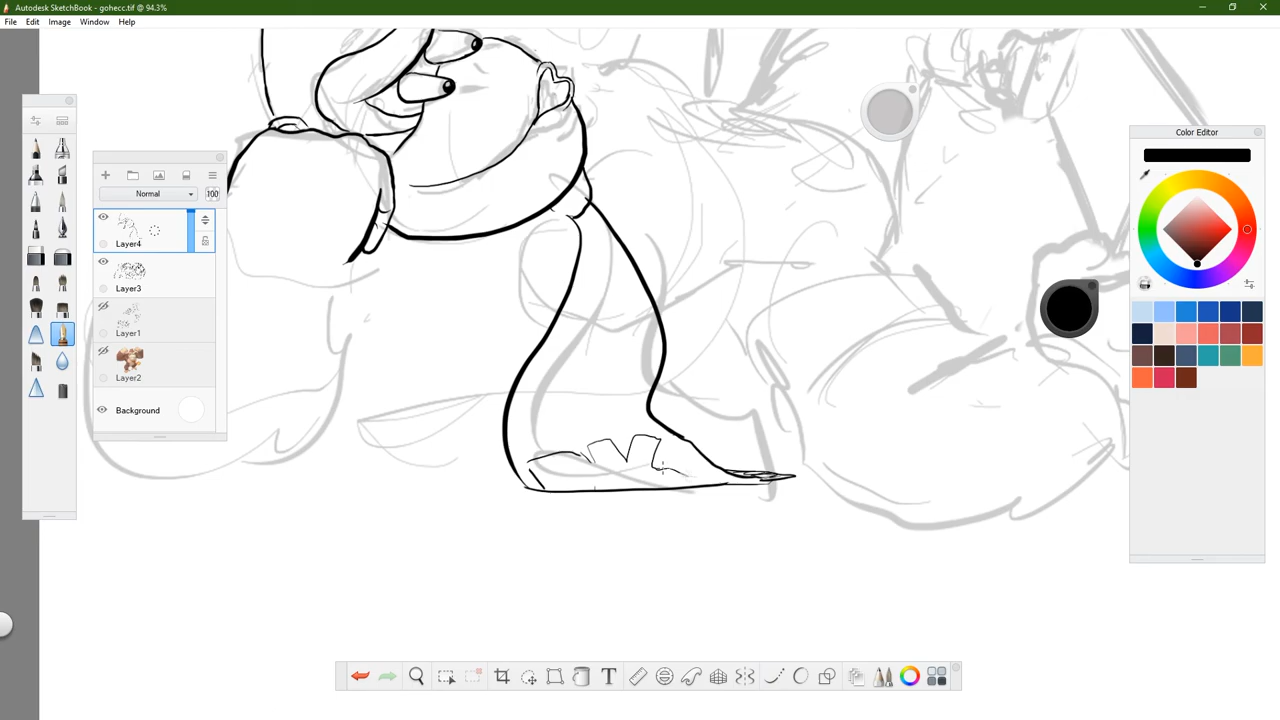 Autodesk SketchBook - gohecc.tif @ 94.3%
File Edit Image Window Help
Color Editor
Normal
100
Layer4
Layer3
Layer1
Layer2
Background
T